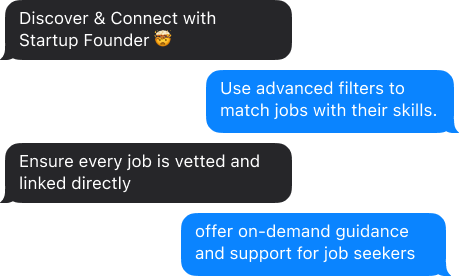 Discover & Connect with
Startup Founder 🤯
Use advanced filters to
match jobs with their skills.
Ensure every job is vetted and
linked directly
offer on-demand guidance
and support for job seekers